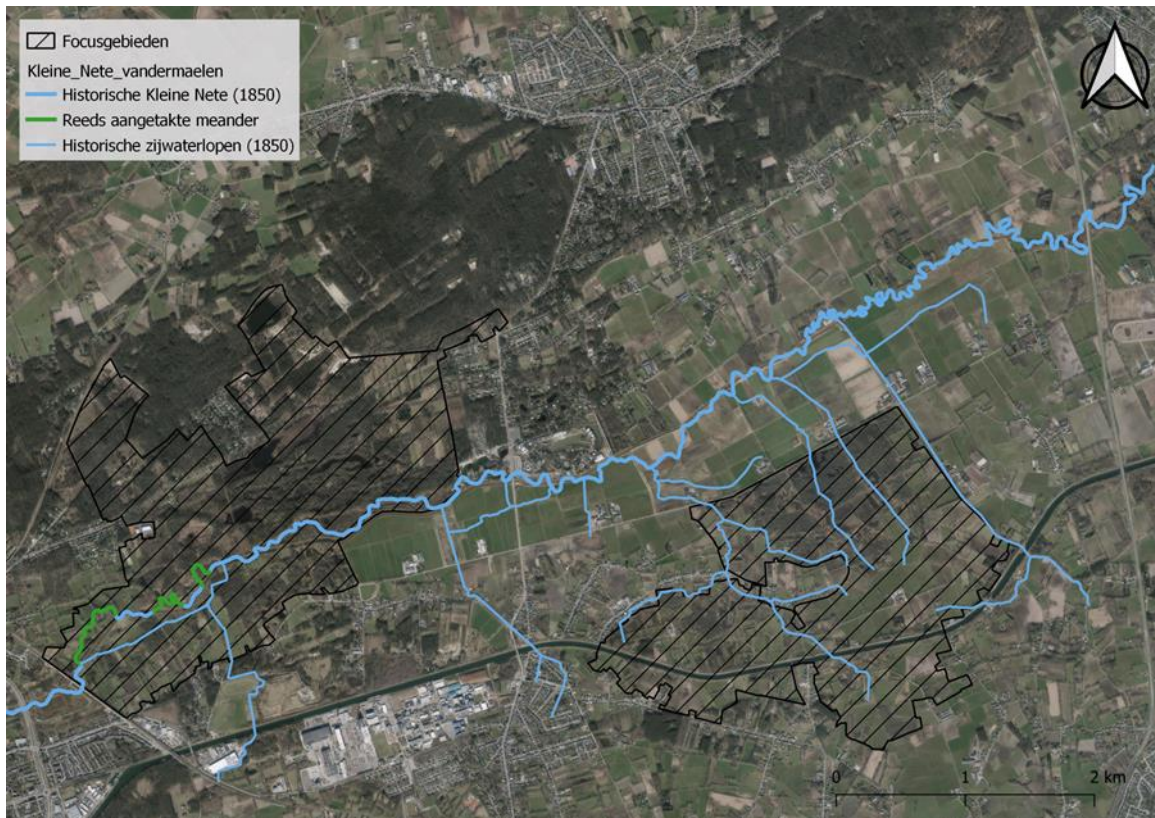 Focusgebieden
Kleine_Nete_vandermaelen
Historische Kleine Nete (1850)
Reeds aangetakte meander
Historische zijwaterlopen (1850)
0 1 2 km